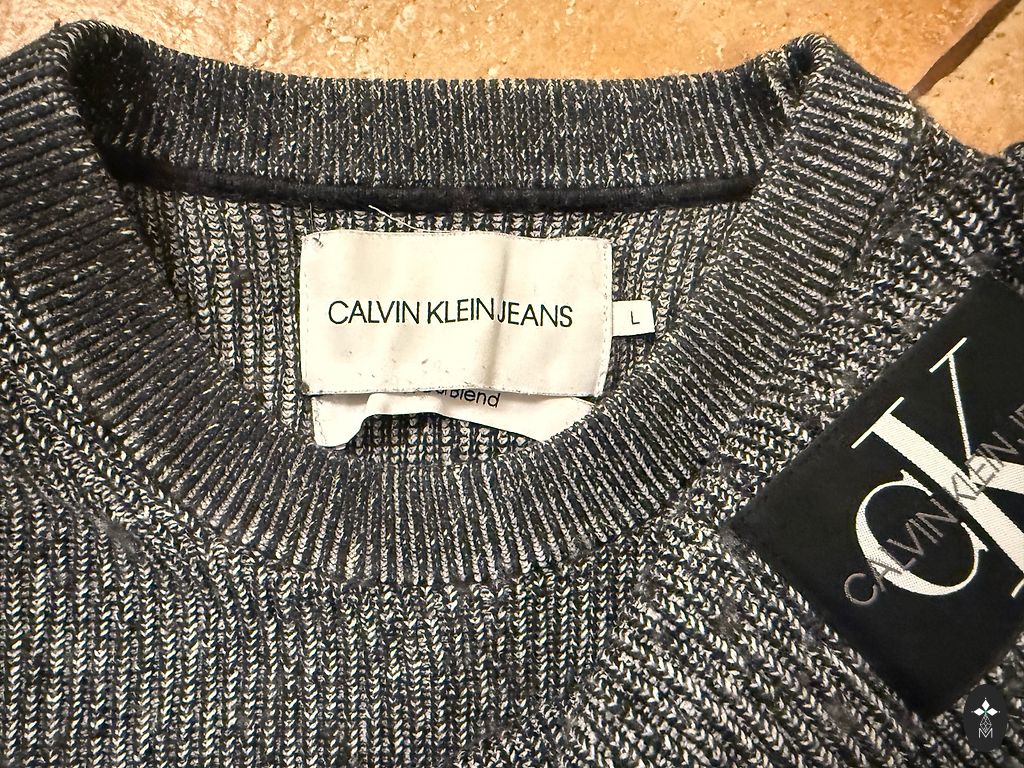 CALVIN KLEIN JEANS
L
Blend
CK
CALVIN KLEIN
M